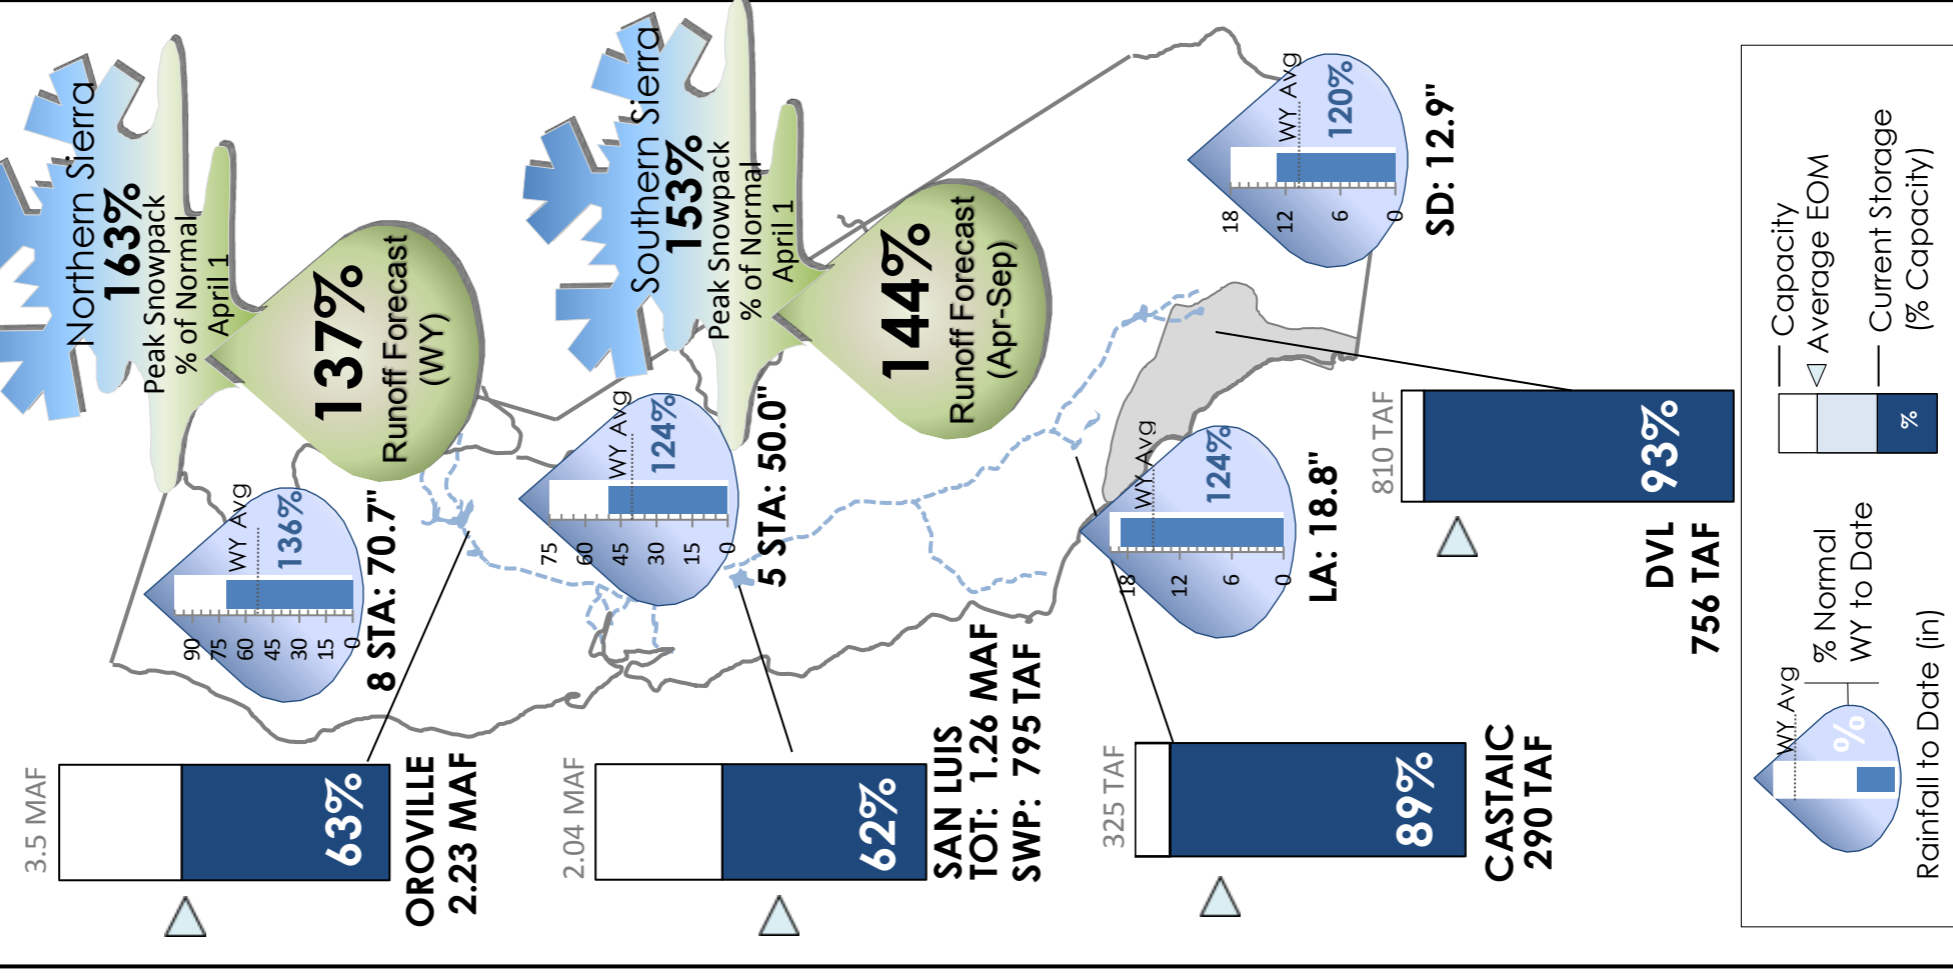 Northern Sierra
163%
Peak Snowpack
% of Normal
April 1
137%
Runoff Forecast
(WY)
WY Avg
136%
90
75
60
45
30
15
0
8 STA: 70.7"
3.5 MAF
63%
OROVILLE
2.23 MAF
Southern Sierra
153%
Peak Snowpack
% of Normal
April 1
144%
Runoff Forecast
(Apr-Sep)
WY Avg
124%
75
60
45
30
15
0
5 STA: 50.0"
2.04 MAF
62%
SAN LUIS
TOT: 1.26 MAF
SWP: 795 TAF
WY Avg
120%
18
12
6
0
SD: 12.9"
WY Avg
124%
18
12
6
0
LA: 18.8"
325 TAF
89%
CASTAIC
290 TAF
810 TAF
93%
DVL
756 TAF
Capacity
Average EOM
Current Storage
(% Capacity)
%
WY Avg
%
% Normal
WY to Date
Rainfall to Date (in)